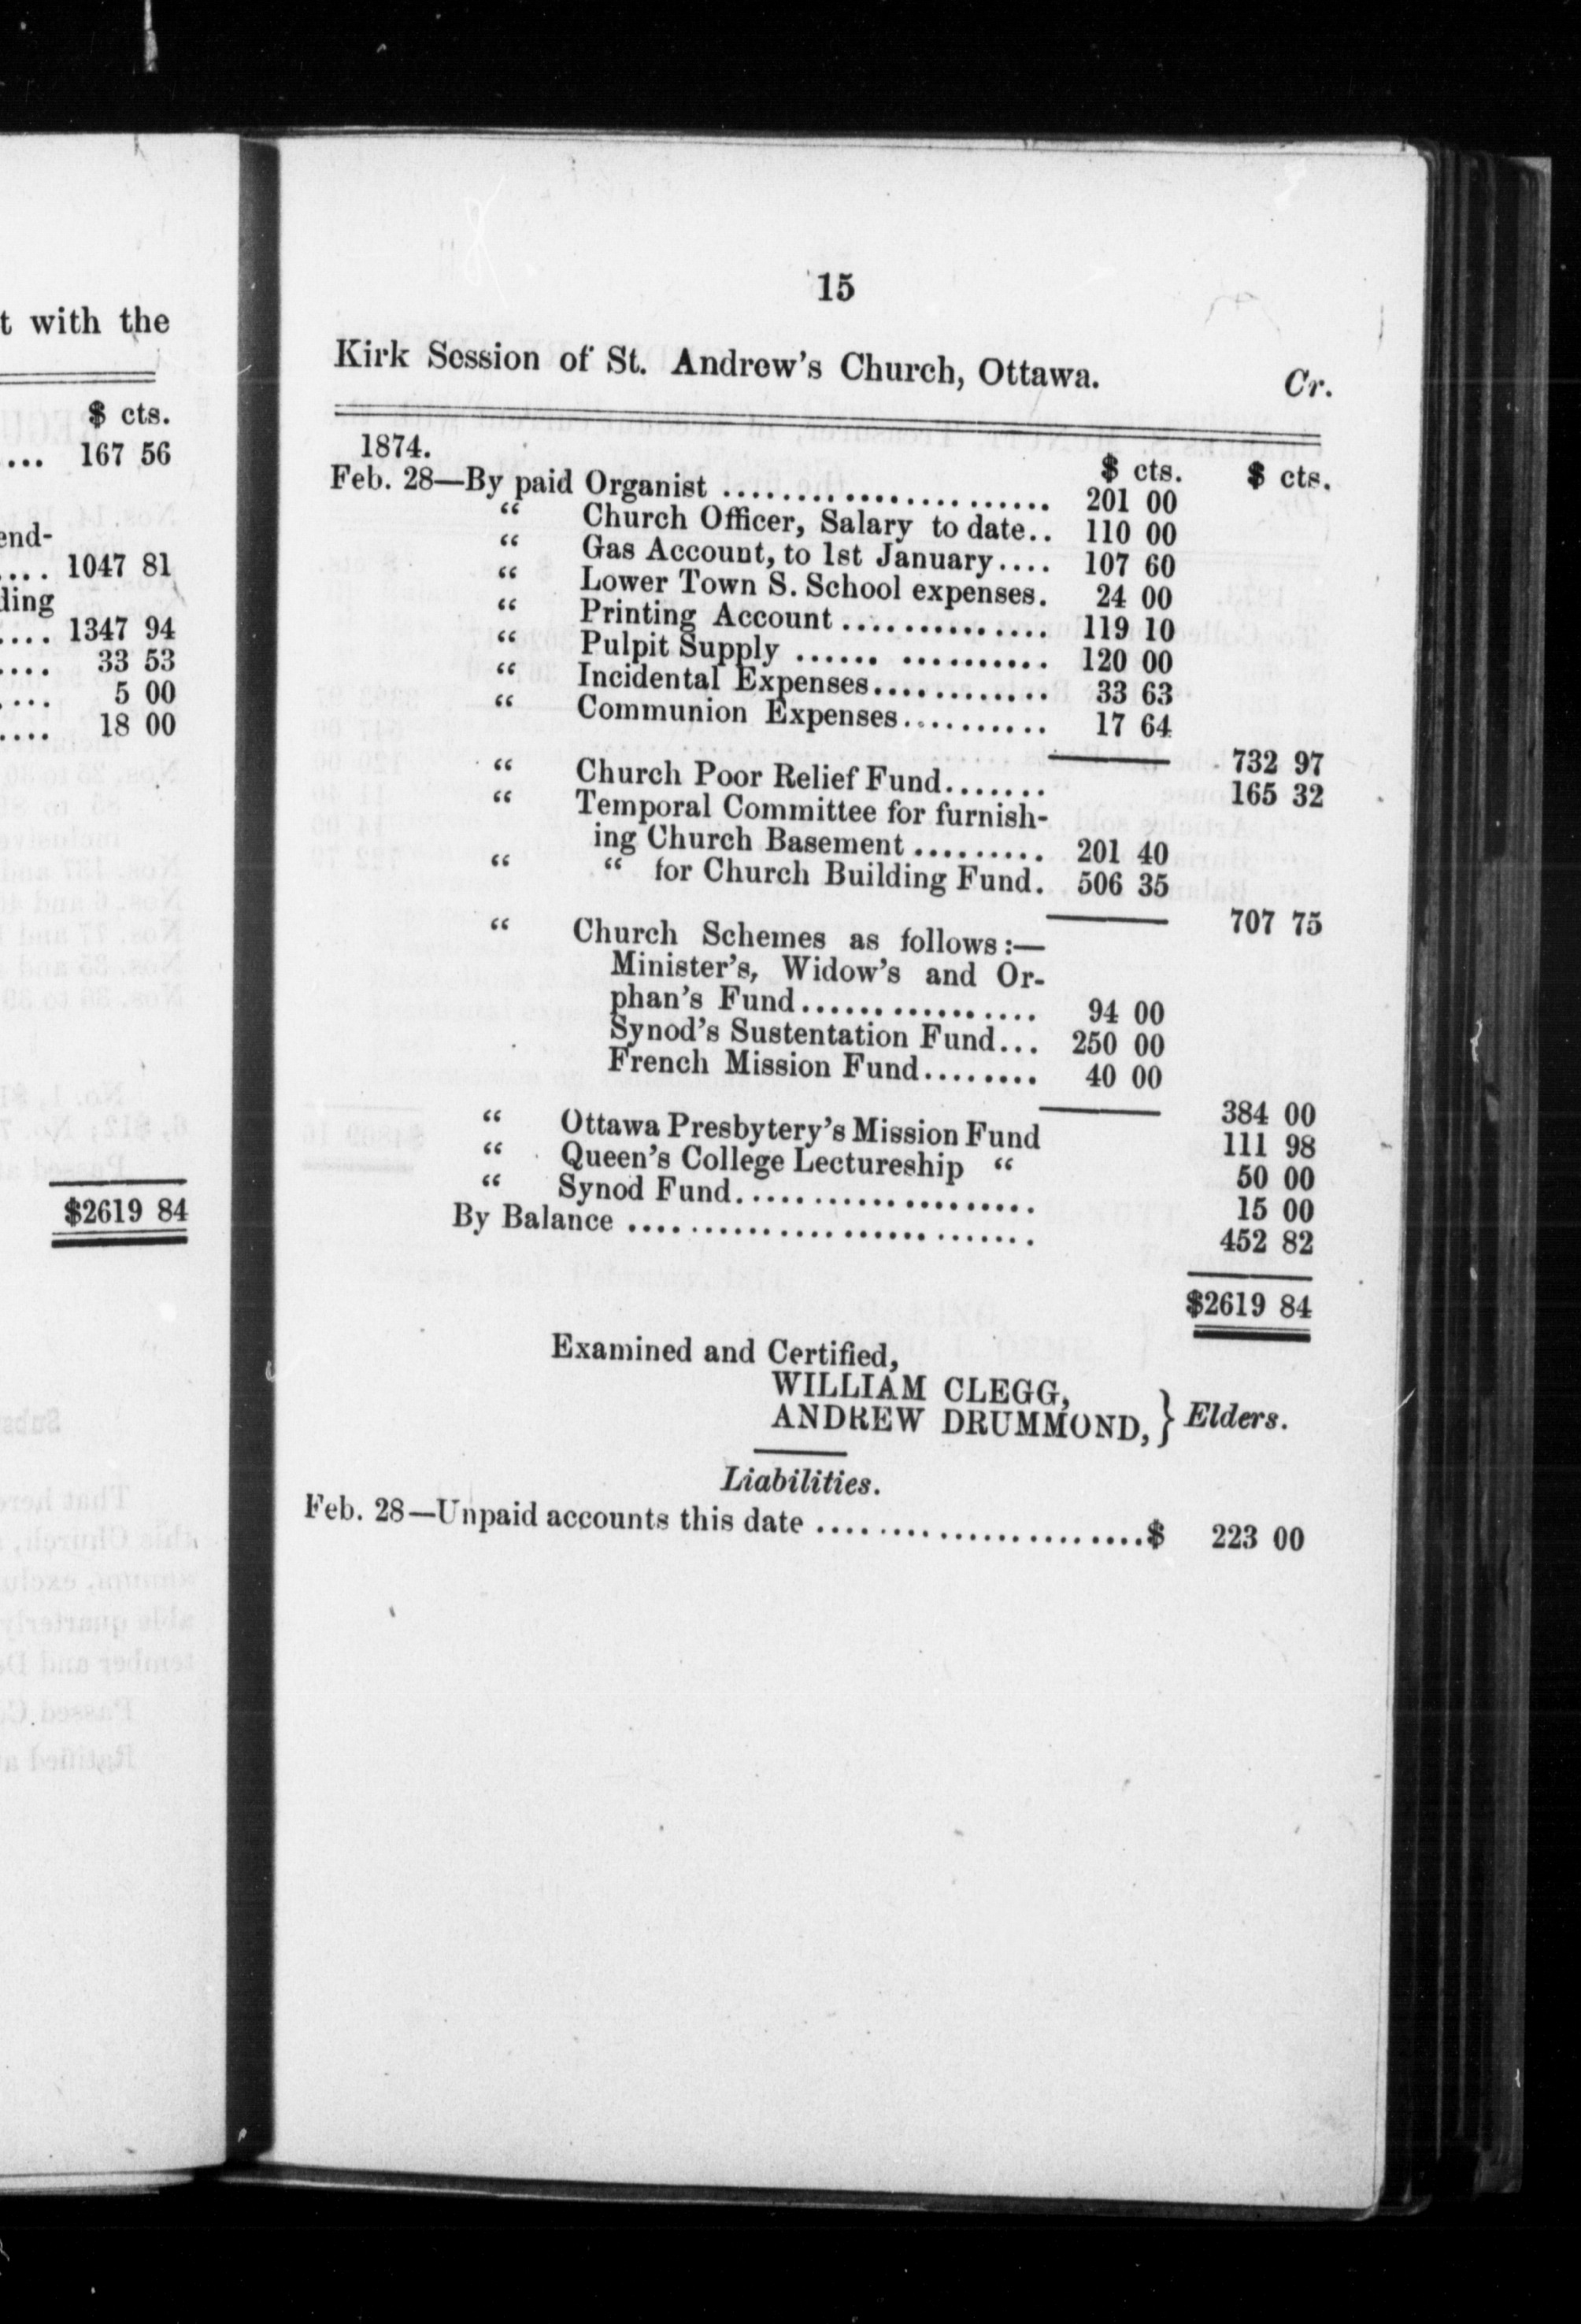 t with the
$ cts.
... 167 56
end-
.... 1047 81
ding
.... 1347 94
.... 33 53
.... 5 00
.... 18 00
$2619 84
15
Kirk Session of St. Andrew's Church, Ottawa. Cr.
1874. $ cts. $ cts.
Feb. 28—By paid Organist ........................ 201 00
“ Church Officer, Salary to date.. 110 00
“ Gas Account, to 1st January.... 107 60
“ Lower Town S. School expenses. 24 00
“ Printing Account ............... 119 10
“ Pulpit Supply ...... .......... 120 00
“ Incidental Expenses............. 33 63
“ Communion Expenses.......... 17 64
732 97
“ Church Poor Relief Fund....... 165 32
“ Temporal Committee for furnish-
ing Church Basement ......... 201 40
“ “ for Church Building Fund. 506 35
707 75
“ Church Schemes as follows:—
Minister's, Widow's and Or-
phan's Fund................. 94 00
Synod's Sustentation Fund... 250 00
French Mission Fund........ 40 00
384 00
“ Ottawa Presbytery's Mission Fund 111 98
“ Queen's College Lectureship “ 50 00
“ Synod Fund..................... 15 00
By Balance ............................ 452 82
$2619 84
Examined and Certified,
WILLIAM CLEGG,
ANDREW DRUMMOND, } Elders.
Liabilities.
Feb. 28—Unpaid accounts this date .......................$ 223 00